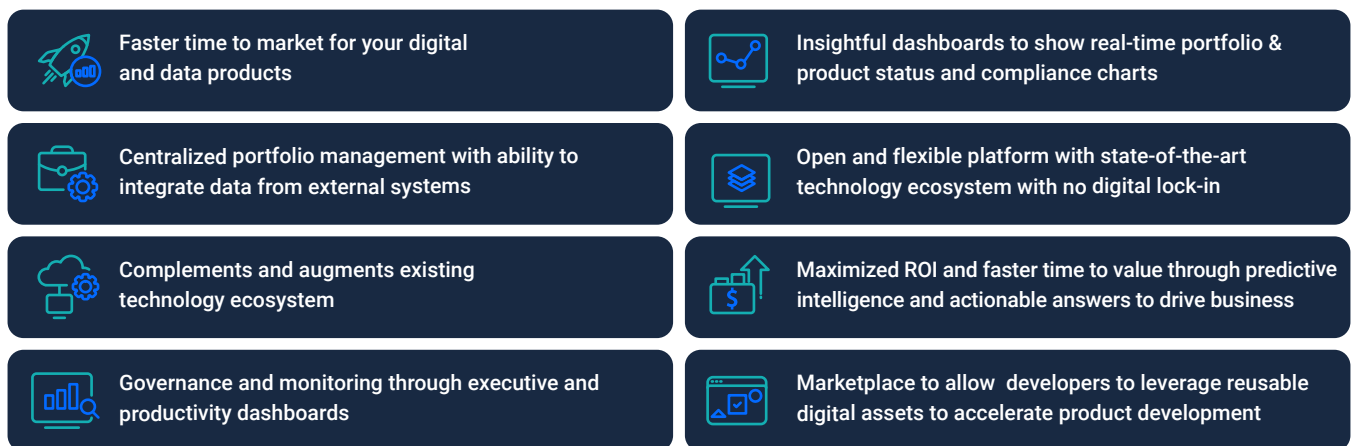 Faster time to market for your digital
and data products
Insightful dashboards to show real-time portfolio &
product status and compliance charts
Centralized portfolio management with ability to
integrate data from external systems
Open and flexible platform with state-of-the-art
technology ecosystem with no digital lock-in
Complements and augments existing
technology ecosystem
Maximized ROI and faster time to value through predictive
intelligence and actionable answers to drive business
Governance and monitoring through executive and
productivity dashboards
Marketplace to allow  developers to leverage reusable
digital assets to accelerate product development